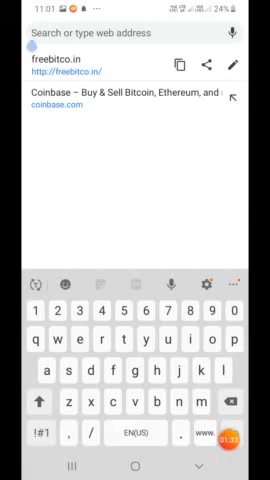 11:01 24%
Search or type web address
freebitco.in
http://freebitco.in/
Coinbase – Buy & Sell Bitcoin, Ethereum, and
coinbase.com
1 2 3 4 5 6 7 8 9 0
q w e r t y u i o p
a s d f g h j k l
z x c v b n m
!#1 , / EN(US) . www. 01:33